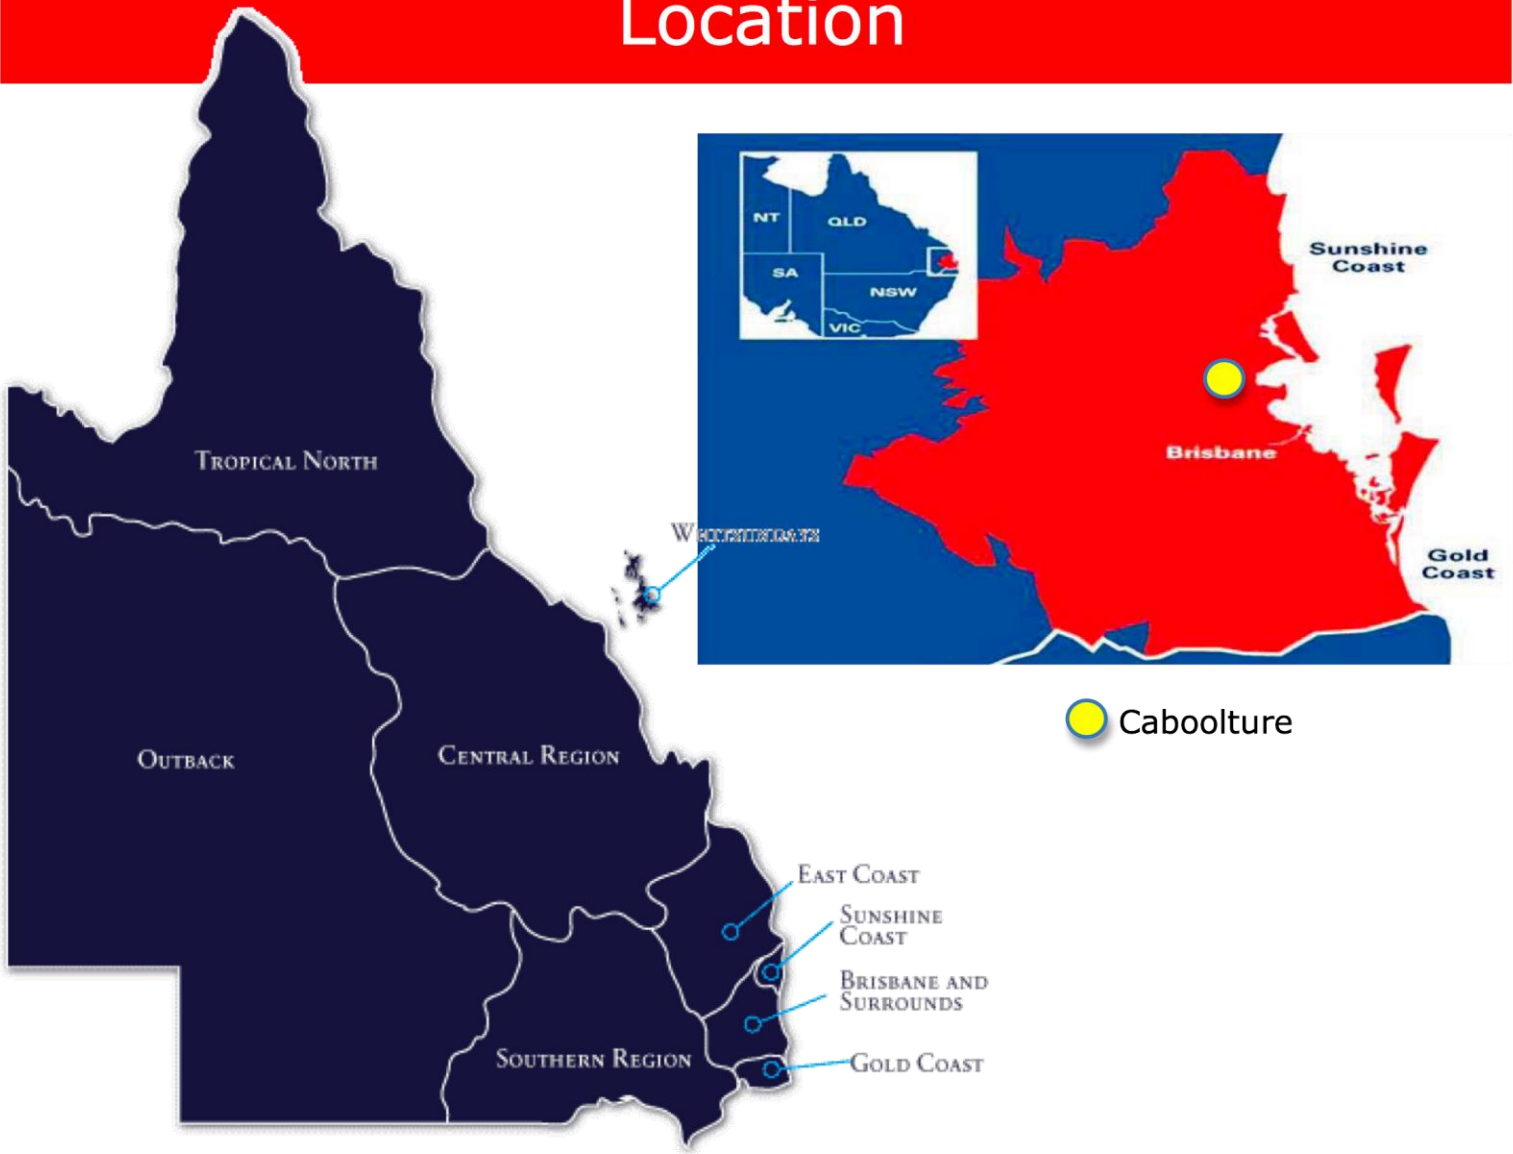 Location
NT
QLD
SA
NSW
VIC
Sunshine
Coast
Brisbane
Gold
Coast
Caboolture
TROPICAL NORTH
WHITSUNDAYS
OUTBACK
CENTRAL REGION
EAST COAST
SUNSHINE
COAST
BRISBANE AND
SURROUNDS
SOUTHERN REGION
GOLD COAST